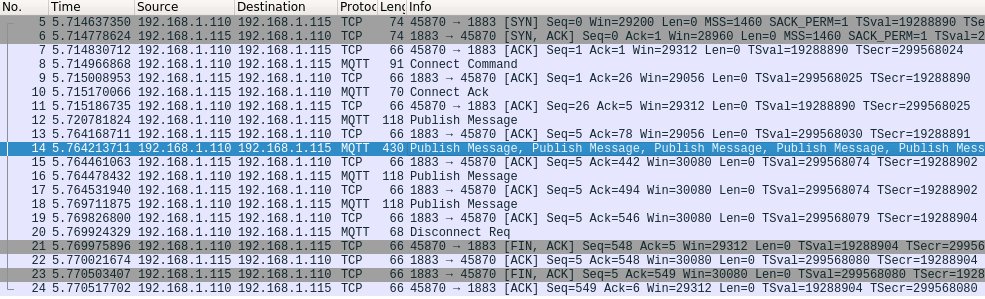 No. Time Source Destination Protoc Leng Info
5 5.714637350 192.168.1.110 192.168.1.115 TCP 74 45870 → 1883 [SYN] Seq=0 Win=29200 Len=0 MSS=1460 SACK_PERM=1 TSval=19288890 TSe
6 5.714778624 192.168.1.115 192.168.1.110 TCP 74 1883 → 45870 [SYN, ACK] Seq=0 Ack=1 Win=28960 Len=0 MSS=1460 SACK_PERM=1 TSval=2
7 5.714830712 192.168.1.110 192.168.1.115 TCP 66 45870 → 1883 [ACK] Seq=1 Ack=1 Win=29312 Len=0 TSval=19288890 TSecr=299568024
8 5.714966868 192.168.1.110 192.168.1.115 MQTT 91 Connect Command
9 5.715008953 192.168.1.115 192.168.1.110 TCP 66 1883 → 45870 [ACK] Seq=1 Ack=26 Win=29056 Len=0 TSval=299568025 TSecr=19288890
10 5.715170066 192.168.1.115 192.168.1.110 MQTT 70 Connect Ack
11 5.715186735 192.168.1.110 192.168.1.115 TCP 66 45870 → 1883 [ACK] Seq=26 Ack=5 Win=29312 Len=0 TSval=19288890 TSecr=299568025
12 5.720781824 192.168.1.110 192.168.1.115 MQTT 118 Publish Message
13 5.764168711 192.168.1.115 192.168.1.110 TCP 66 1883 → 45870 [ACK] Seq=5 Ack=78 Win=29056 Len=0 TSval=299568030 TSecr=19288891
14 5.764213711 192.168.1.110 192.168.1.115 MQTT 430 Publish Message, Publish Message, Publish Message, Publish Message, Publish Mess
15 5.764461063 192.168.1.115 192.168.1.110 TCP 66 1883 → 45870 [ACK] Seq=5 Ack=442 Win=30080 Len=0 TSval=299568074 TSecr=19288902
16 5.764478432 192.168.1.110 192.168.1.115 MQTT 118 Publish Message
17 5.764531940 192.168.1.115 192.168.1.110 TCP 66 1883 → 45870 [ACK] Seq=5 Ack=494 Win=30080 Len=0 TSval=299568074 TSecr=19288902
18 5.769711875 192.168.1.110 192.168.1.115 MQTT 118 Publish Message
19 5.769826800 192.168.1.115 192.168.1.110 TCP 66 1883 → 45870 [ACK] Seq=5 Ack=546 Win=30080 Len=0 TSval=299568079 TSecr=19288904
20 5.769924329 192.168.1.110 192.168.1.115 MQTT 68 Disconnect Req
21 5.769975896 192.168.1.110 192.168.1.115 TCP 66 45870 → 1883 [FIN, ACK] Seq=548 Ack=5 Win=29312 Len=0 TSval=19288904 TSecr=29956
22 5.770021674 192.168.1.115 192.168.1.110 TCP 66 1883 → 45870 [ACK] Seq=5 Ack=548 Win=30080 Len=0 TSval=299568080 TSecr=19288904
23 5.770503407 192.168.1.115 192.168.1.110 TCP 66 1883 → 45870 [FIN, ACK] Seq=5 Ack=549 Win=30080 Len=0 TSval=299568080 TSecr=1928
24 5.770517702 192.168.1.110 192.168.1.115 TCP 66 45870 → 1883 [ACK] Seq=549 Ack=6 Win=29312 Len=0 TSval=19288904 TSecr=299568080